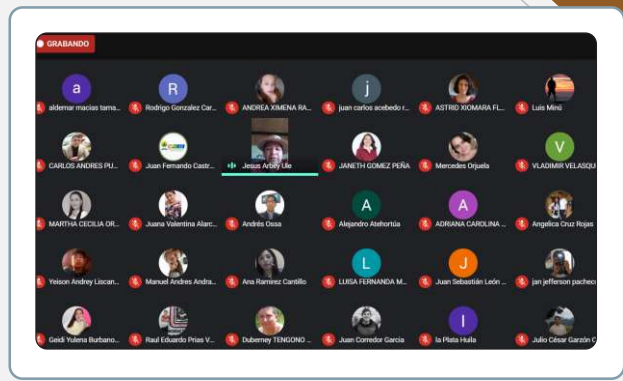 GRABANDO
a R j
aldemar macias tama... Rodrigo Gonzalez Car... ANDREA XIMENA RA... juan carlos acebedo r... ASTRID XIOMARA FL... Luis Minú
V
CARLOS ANDRES PU... Juan Fernando Castr... Jesus Arbey Ule JANETH GOMEZ PEÑA Mercedes Orjuela VLADIMIR VELASQU
A A
MARTHA CECILIA OR... Juana Valentina Alarc... Andrés Ossa Alejandro Atehortúa ADRIANA CAROLINA ... Angelica Cruz Rojas
L J
Yeison Andrey Liscan... Manuel Andres Andra... Ana Ramirez Cantillo LUISA FERNANDA M... Juan Sebastián León ... jan jefferson pacheco
I
Geidi Yulena Burbano... Raul Eduardo Prias V... Duberney TENGONO ... Juan Corredor Garcia la Plata Huila Julio César Garzón C